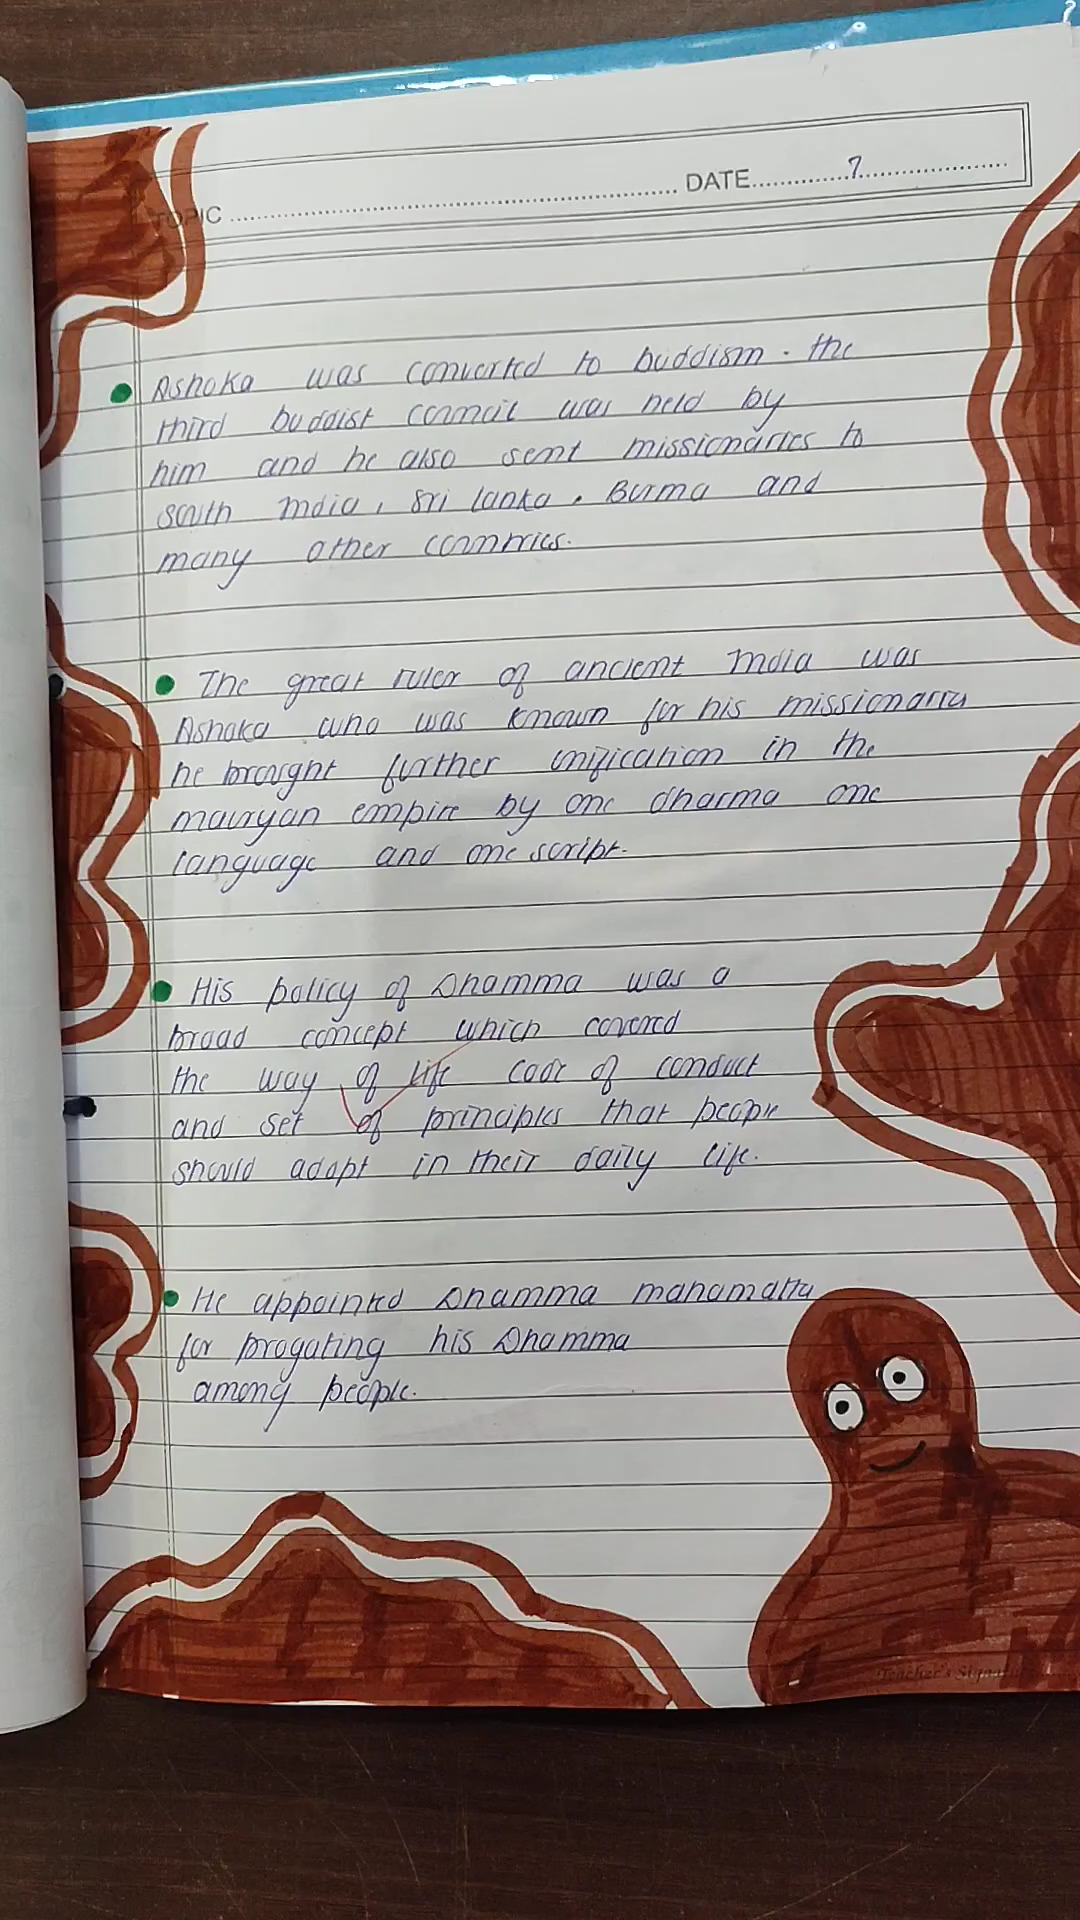 TOPIC ........ DATE ........ 7 ........
Ashoka was converted to buddism. the
third buddist council was held by
him and he also sent missionaries to
south India, Sri lanka, Burma and
many other countries.
The great ruler of ancient India was
Ashoka who was known for his missionaries
he brought further unification in the
mauryan empire by one dharma one
language and one script.
His policy of Dhamma was a
broad concept which covered
the way of life code of conduct
and set of principles that people
should adapt in their daily life.
He appointed Dhamma mahamatta
for progating his Dhamma
among people.
Teacher's Signature